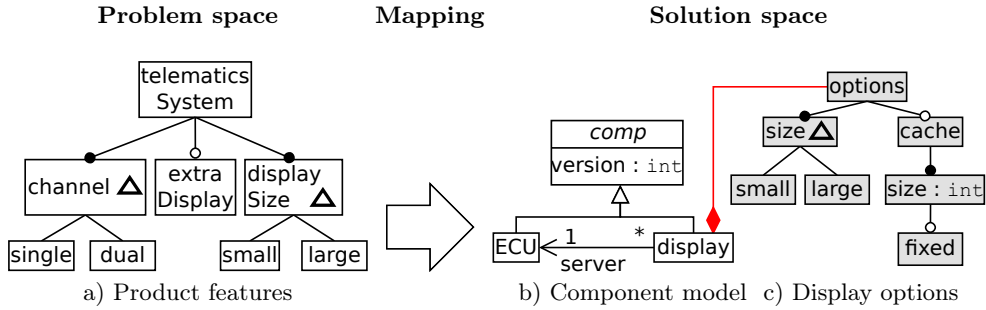 Problem space Mapping Solution space
telematics
System
channel
extra
Display
display
Size
single dual small large
a) Product features
comp
version : int
ECU 1 * display
server
b) Component model
options
size cache
small large size : int
fixed
c) Display options